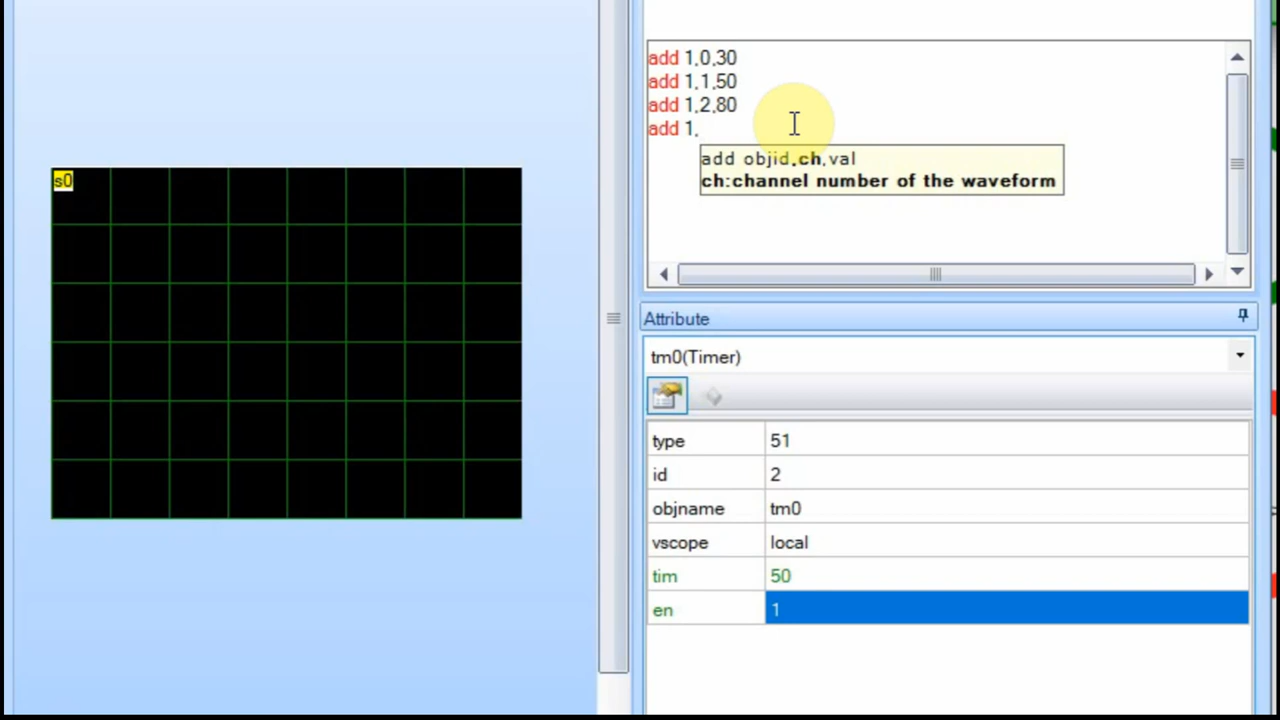 add 1,0,30
add 1,1,50
add 1,2,80
add 1,
add objid,ch,val
ch:channel number of the waveform
s0
Attribute
tm0(Timer)
type 51
id 2
objname tm0
vscope local
tim 50
en 1